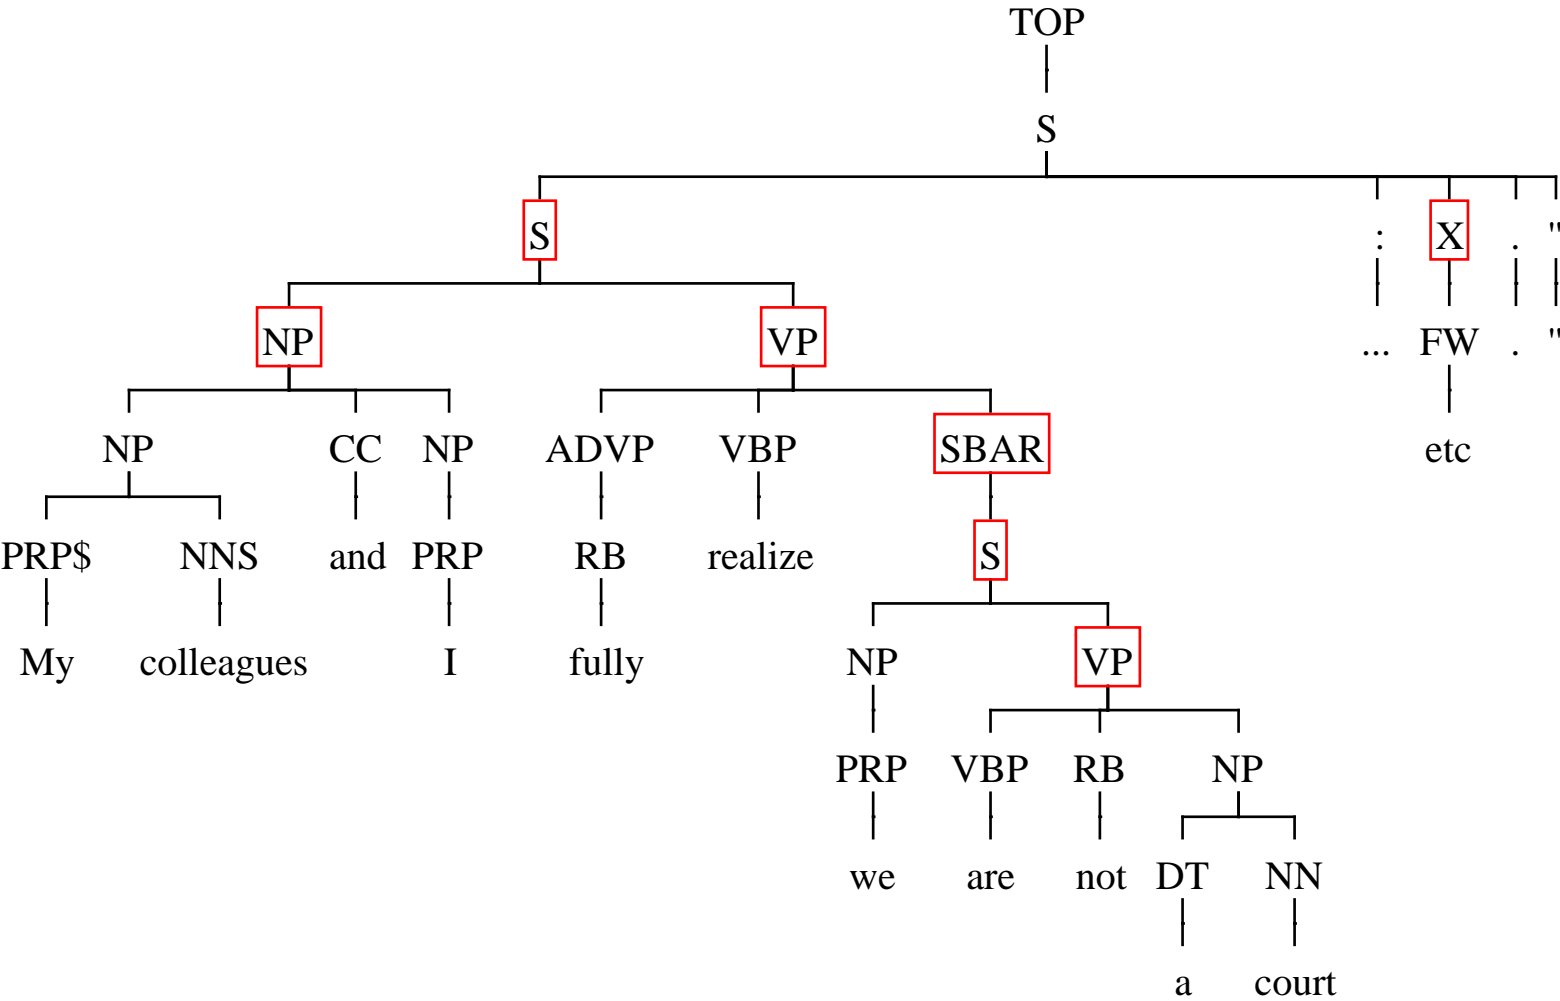 TOP
S
S : X . "
NP VP ... FW . "
NP CC NP ADVP VBP SBAR etc
PRP$ NNS and PRP RB realize S
My colleagues I fully NP VP
PRP VBP RB NP
we are not DT NN
a court